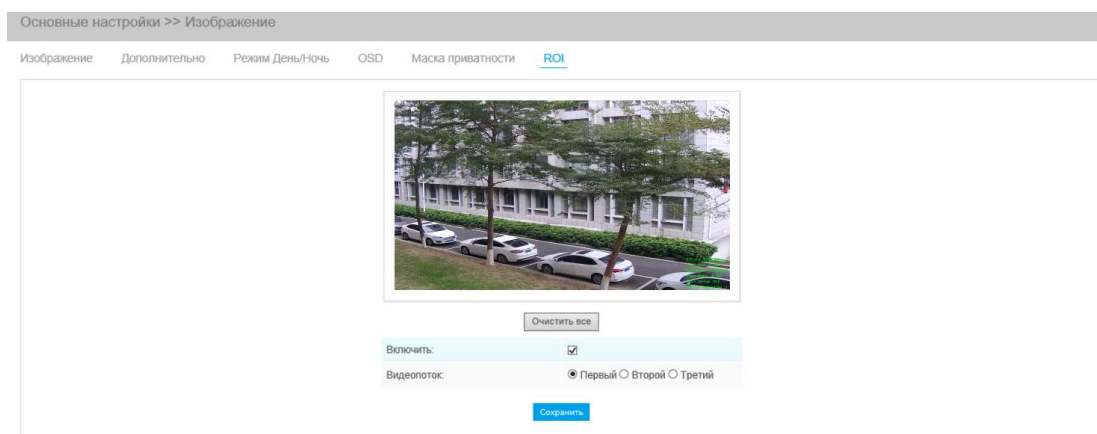 Основные настройки >> Изображение
Изображение Дополнительно Режим День/Ночь OSD Маска приватности ROI
Очистить все
Включить:
Видеопоток: Первый Второй Третий
Сохранить